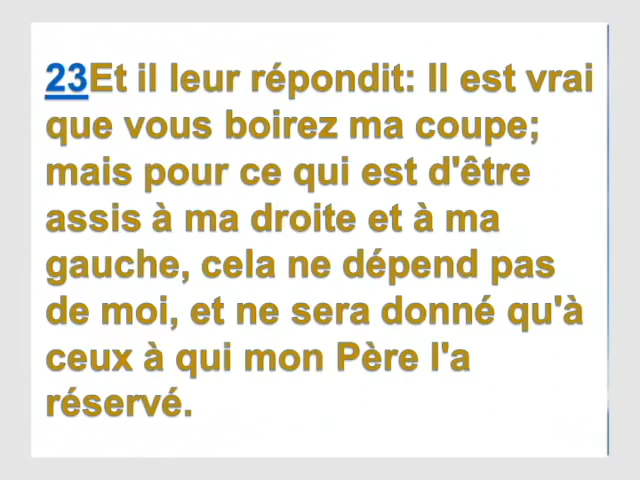 23Et il leur répondit: Il est vrai
que vous boirez ma coupe;
mais pour ce qui est d'être
assis à ma droite et à ma
gauche, cela ne dépend pas
de moi, et ne sera donné qu'à
ceux à qui mon Père l'a
réservé.